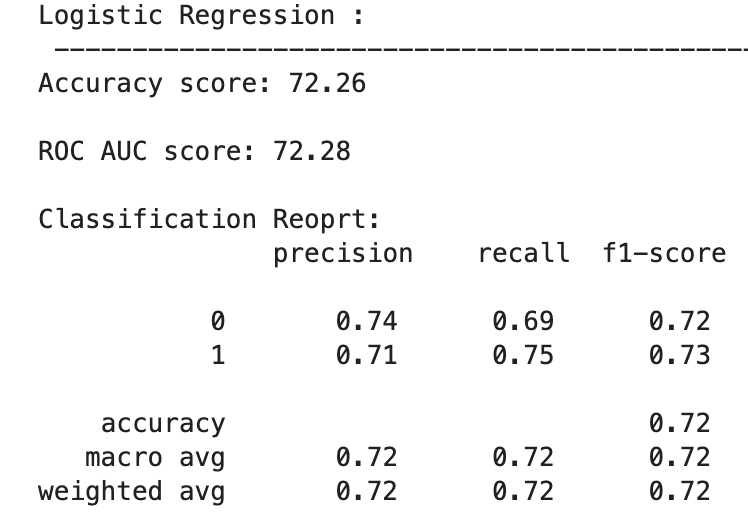 Logistic Regression :
---------------------------------------------
Accuracy score: 72.26
ROC AUC score: 72.28
Classification Reoprt:
precision recall f1-score
0 0.74 0.69 0.72
1 0.71 0.75 0.73
accuracy 0.72
macro avg 0.72 0.72 0.72
weighted avg 0.72 0.72 0.72